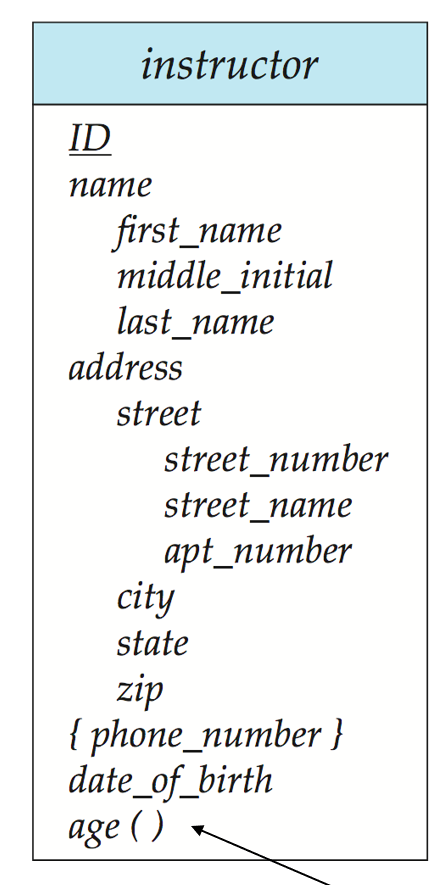 instructor
ID
name
first_name
middle_initial
last_name
address
street
street_number
street_name
apt_number
city
state
zip
{ phone_number }
date_of_birth
age ( )